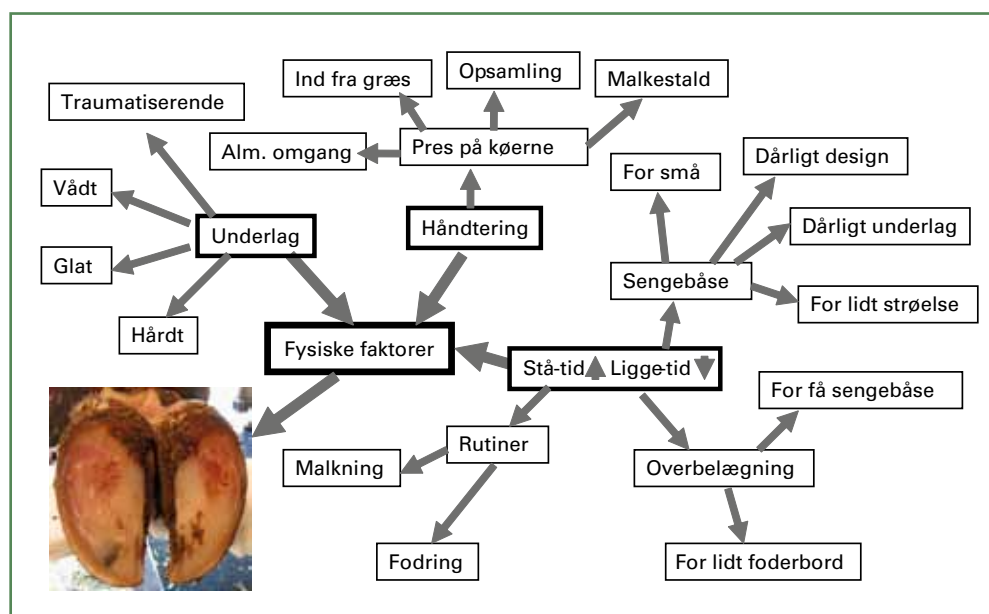 Ind fra græs
Opsamling
Malkestald
Traumatiserende
Alm. omgang
Pres på køerne
Dårligt design
For små
Vådt
Underlag
Håndtering
Dårligt underlag
Glat
Sengebåse
For lidt strøelse
Hårdt
Fysiske faktorer
Stå-tid Ligge-tid
For få sengebåse
Malkning
Rutiner
Overbelægning
Fodring
For lidt foderbord